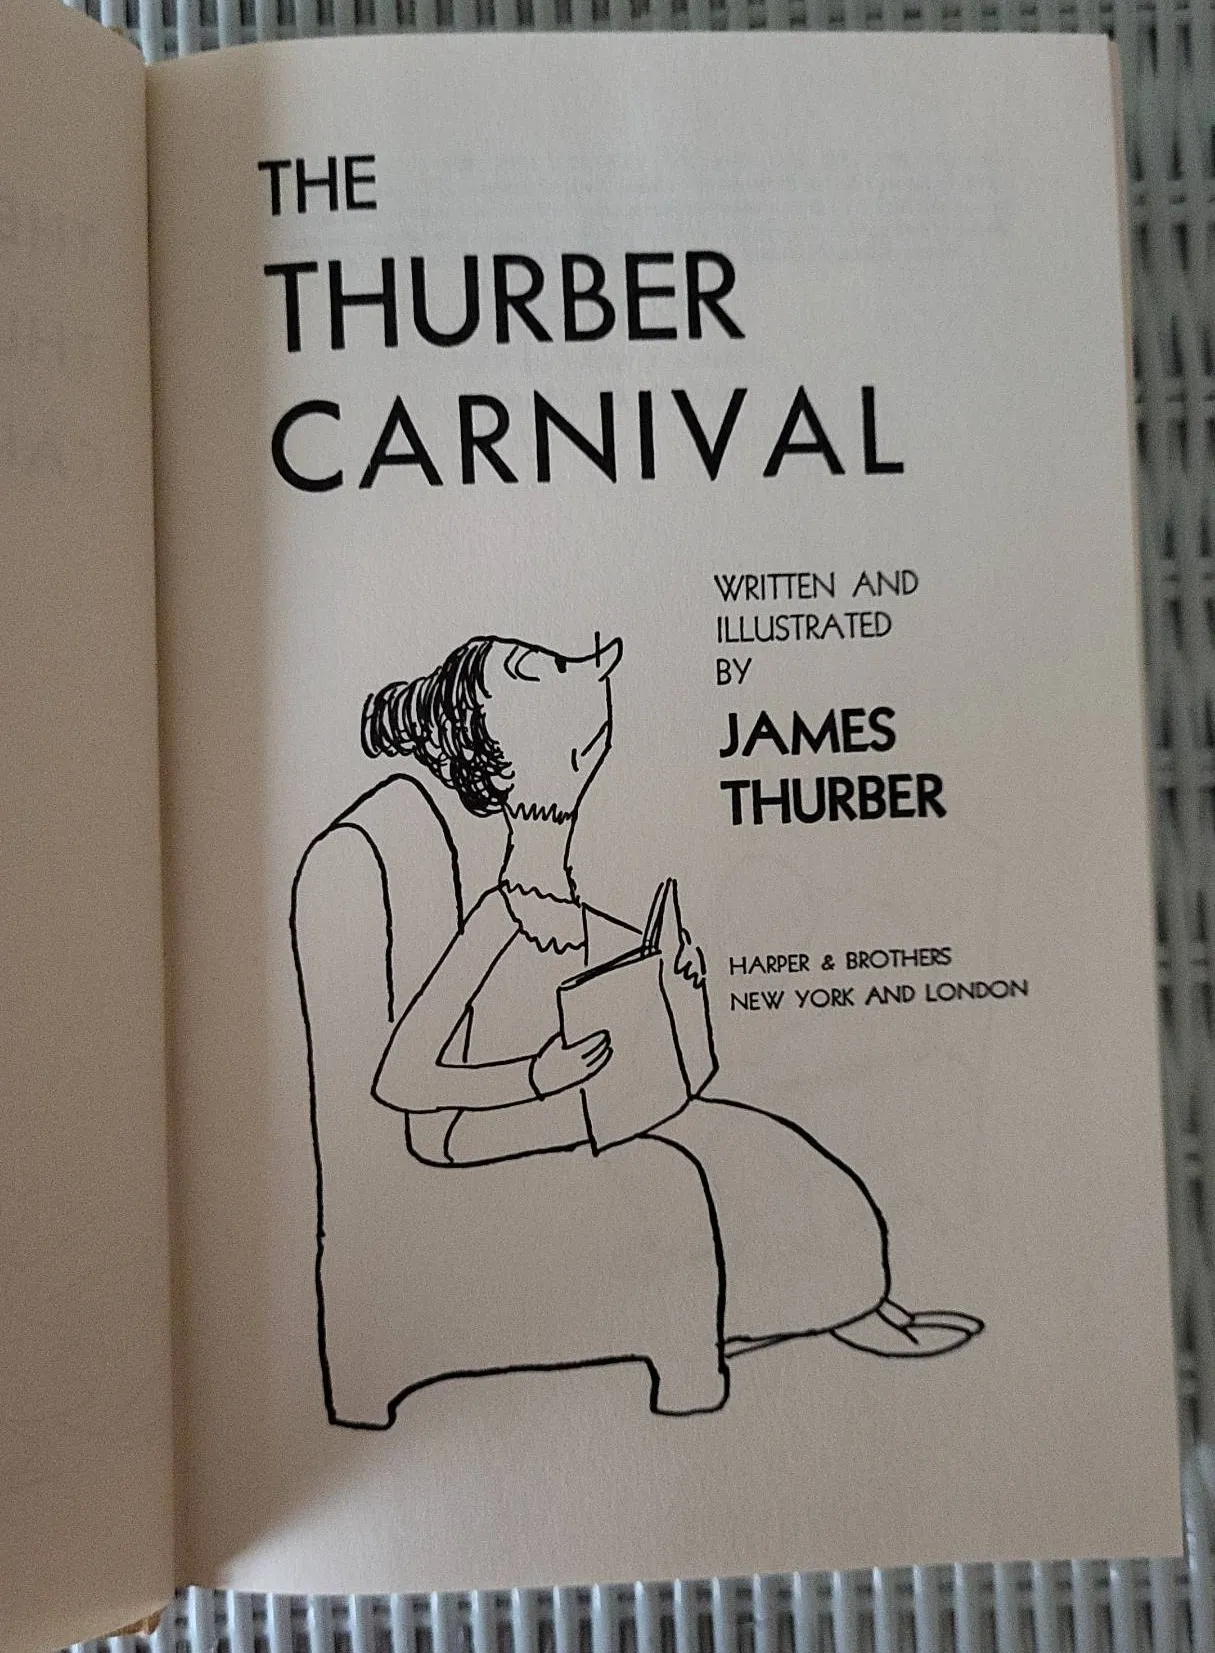 THE
THURBER
CARNIVAL
WRITTEN AND
ILLUSTRATED
BY
JAMES
THURBER
HARPER & BROTHERS
NEW YORK AND LONDON